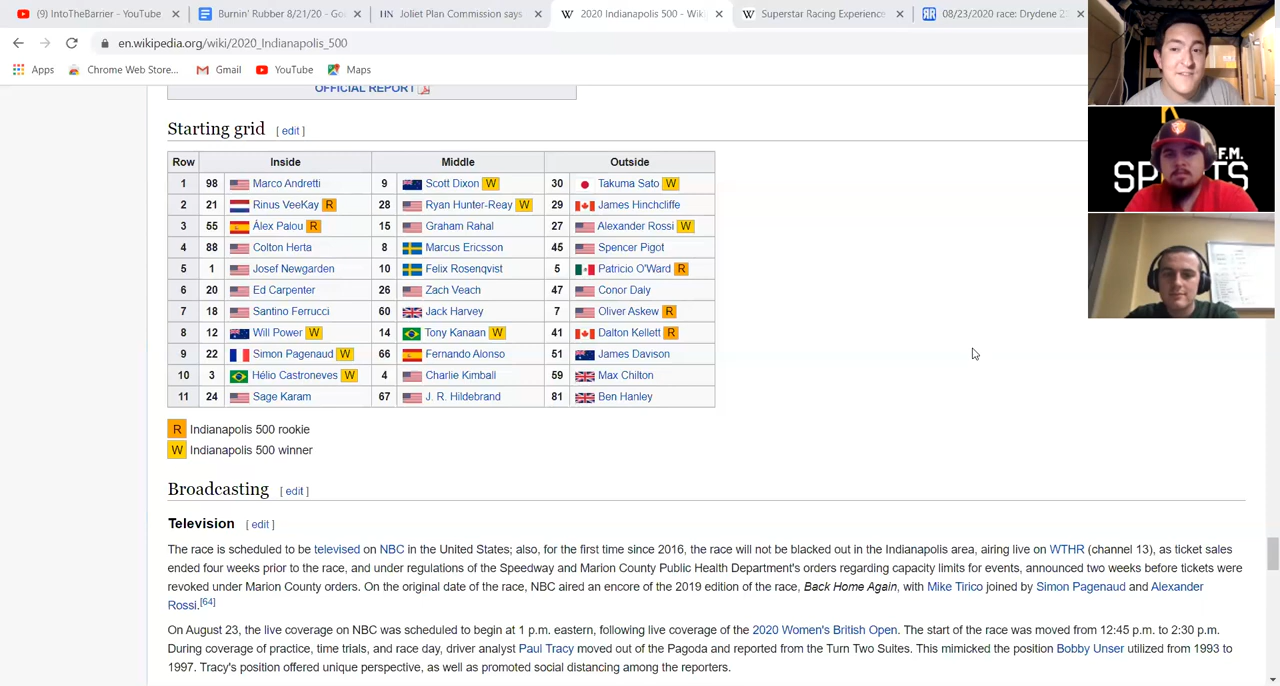 (9) IntoTheBarrier - YouTube
Burnin' Rubber 8/21/20 - Go
Joliet Plan Commission says
2020 Indianapolis 500 - Wiki
Superstar Racing Experience
08/23/2020 race: Drydene 2
en.wikipedia.org/wiki/2020_Indianapolis_500
Apps Chrome Web Store... Gmail YouTube Maps
OFFICIAL REPORT
Starting grid [ edit ]
Row Inside Middle Outside
1 98 Marco Andretti 9 Scott Dixon W 30 Takuma Sato W
2 21 Rinus VeeKay R 28 Ryan Hunter-Reay W 29 James Hinchcliffe
3 55 Álex Palou R 15 Graham Rahal 27 Alexander Rossi W
4 88 Colton Herta 8 Marcus Ericsson 45 Spencer Pigot
5 1 Josef Newgarden 10 Felix Rosenqvist 5 Patricio O'Ward R
6 20 Ed Carpenter 26 Zach Veach 47 Conor Daly
7 18 Santino Ferrucci 60 Jack Harvey 7 Oliver Askew R
8 12 Will Power W 14 Tony Kanaan W 41 Dalton Kellett R
9 22 Simon Pagenaud W 66 Fernando Alonso 51 James Davison
10 3 Hélio Castroneves W 4 Charlie Kimball 59 Max Chilton
11 24 Sage Karam 67 J. R. Hildebrand 81 Ben Hanley
R Indianapolis 500 rookie
W Indianapolis 500 winner
Broadcasting [ edit ]
Television [ edit ]
The race is scheduled to be televised on NBC in the United States; also, for the first time since 2016, the race will not be blacked out in the Indianapolis area, airing live on WTHR (channel 13), as ticket sales
ended four weeks prior to the race, and under regulations of the Speedway and Marion County Public Health Department's orders regarding capacity limits for events, announced two weeks before tickets were
revoked under Marion County orders. On the original date of the race, NBC aired an encore of the 2019 edition of the race, Back Home Again, with Mike Tirico joined by Simon Pagenaud and Alexander
Rossi.[64]
On August 23, the live coverage on NBC was scheduled to begin at 1 p.m. eastern, following live coverage of the 2020 Women's British Open. The start of the race was moved from 12:45 p.m. to 2:30 p.m.
During coverage of practice, time trials, and race day, driver analyst Paul Tracy moved out of the Pagoda and reported from the Turn Two Suites. This mimicked the position Bobby Unser utilized from 1993 to
1997. Tracy's position offered unique perspective, as well as promoted social distancing among the reporters.
F.M.
SPORTS